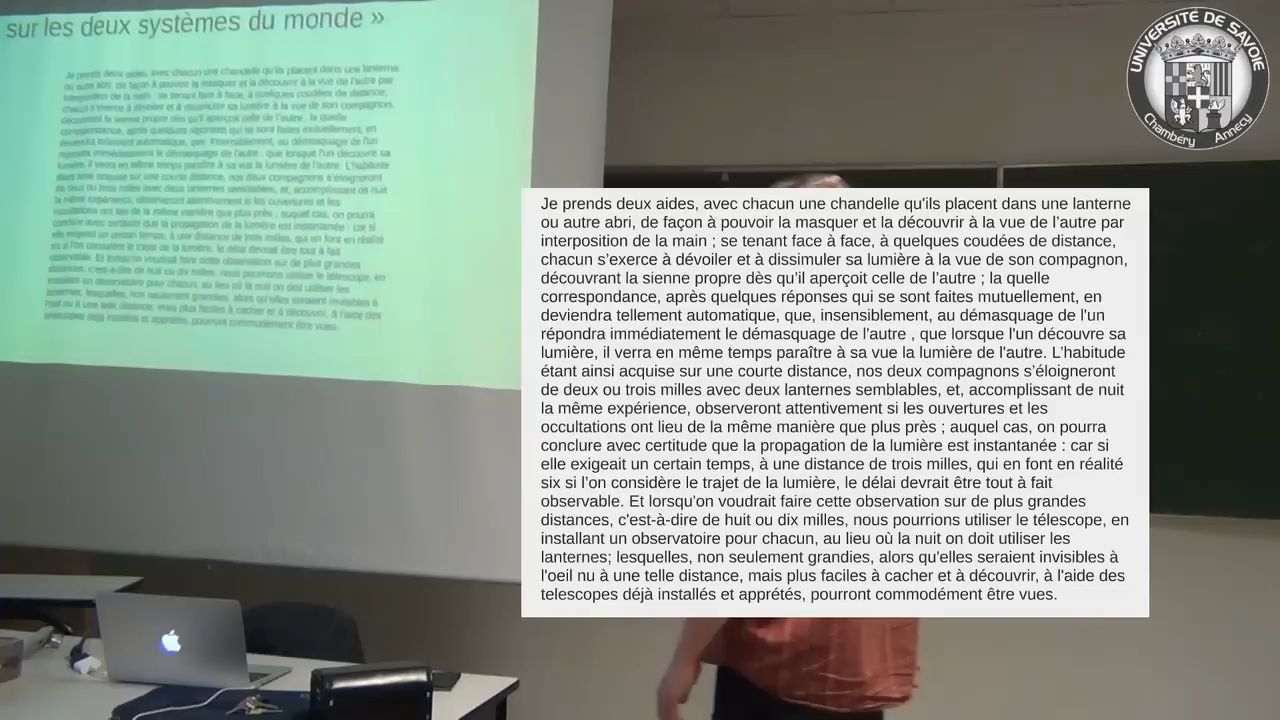 sur les deux systèmes du monde »
Je prends deux aides, avec chacun une chandelle qu'ils placent dans une lanterne
ou autre abri, de façon à pouvoir la masquer et la découvrir à la vue de l'autre par
interposition de la main ; se tenant face à face, à quelques coudées de distance,
chacun s'exerce à dévoiler et à dissimuler sa lumière à la vue de son compagnon,
découvrant la sienne propre dès qu'il aperçoit celle de l'autre ; la quelle
correspondance, après quelques réponses qui se sont faites mutuellement, en
deviendra tellement automatique, que, insensiblement, au démasquage de l'un
répondra immédiatement le démasquage de l'autre , que lorsque l'un découvre sa
lumière, il verra en même temps paraître à sa vue la lumière de l'autre. L'habitude
étant ainsi acquise sur une courte distance, nos deux compagnons s'éloigneront
de deux ou trois milles avec deux lanternes semblables, et, accomplissant de nuit
la même expérience, observeront attentivement si les ouvertures et les
occultations ont lieu de la même manière que plus près ; auquel cas, on pourra
conclure avec certitude que la propagation de la lumière est instantanée : car si
elle exigeait un certain temps, à une distance de trois milles, qui en font en réalité
six si l'on considère le trajet de la lumière, le délai devrait être tout à fait
observable. Et lorsqu'on voudrait faire cette observation sur de plus grandes
distances, c'est-à-dire de huit ou dix milles, nous pourrions utiliser le télescope, en
installant un observatoire pour chacun, au lieu où la nuit on doit utiliser les
lanternes; lesquelles, non seulement grandies, alors qu'elles seraient invisibles à
l'oeil nu à une telle distance, mais plus faciles à cacher et à découvrir, à l'aide des
telescopes déjà installés et apprétés, pourront commodément être vues.
UNIVERSITÉ DE SAVOIE
Chambéry Annecy